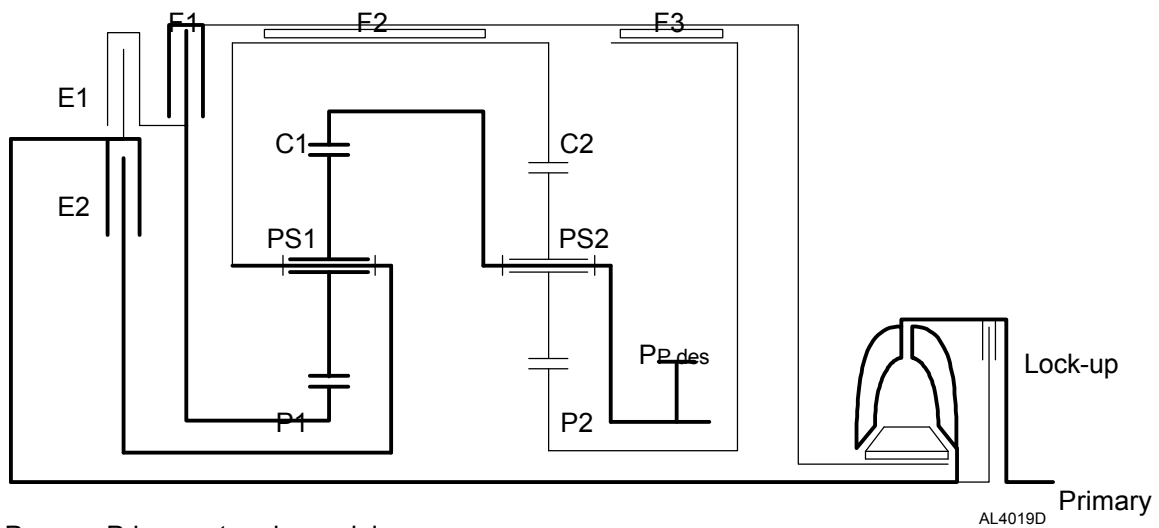 F1
F2
F3
E1
C1
C2
E2
PS1
PS2
PP des
Lock-up
P1
P2
Primary
AL4019D